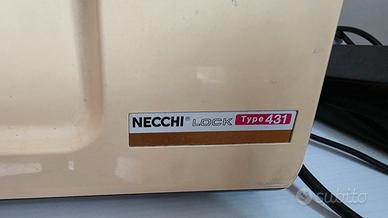 NECCHI® LOCK Type 431
subito